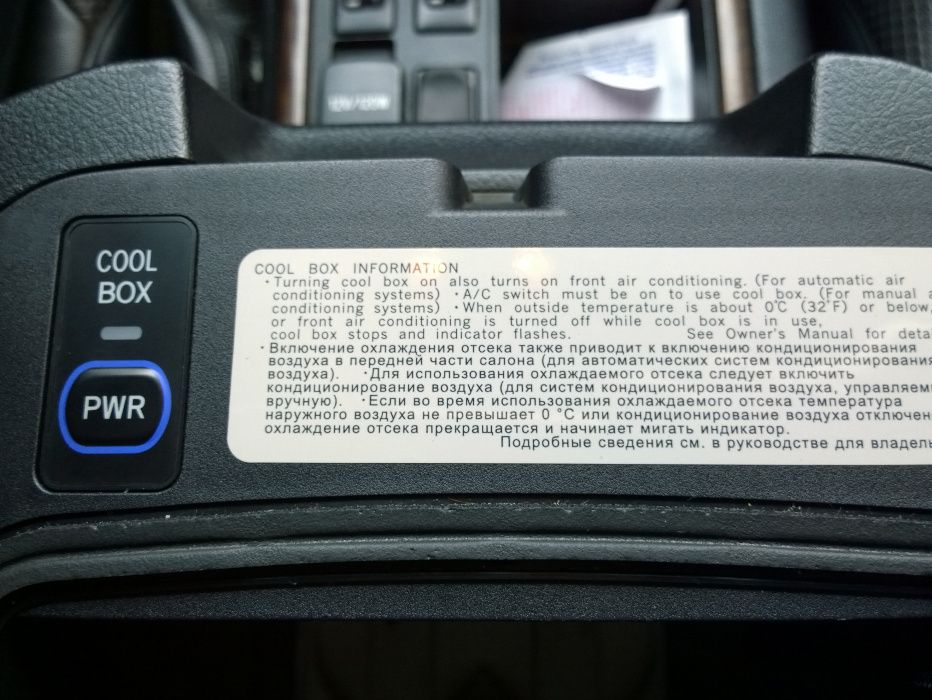 12V/120W
COOL
BOX
PWR
COOL BOX INFORMATION
・Turning cool box on also turns on front air conditioning. (For automatic air
conditioning systems) ・A/C switch must be on to use cool box. (For manual a
conditioning systems) ・When outside temperature is about 0℃ (32°F) or below,
or front air conditioning is turned off while cool box is in use,
cool box stops and indicator flashes. See Owner's Manual for detai
・Включение охлаждения отсека также приводит к включению кондиционирования
воздуха в передней части салона (для автоматических систем кондиционирования
воздуха). ・Для использования охлаждаемого отсека следует включить
кондиционирование воздуха (для систем кондиционирования воздуха, управляем
вручную). ・Если во время использования охлаждаемого отсека температура
наружного воздуха не превышает 0 °C или кондиционирование воздуха отключен
охлаждение отсека прекращается и начинает мигать индикатор.
Подробные сведения см. в руководстве для владель